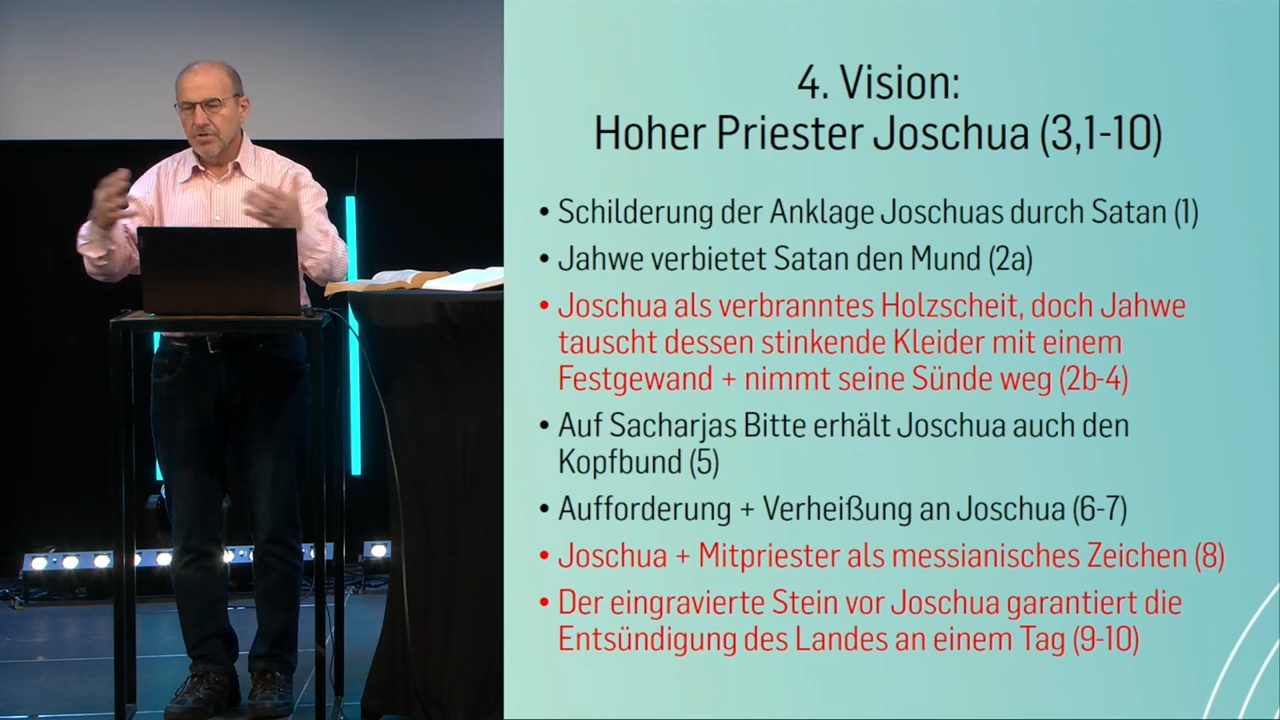 4. Vision:
Hoher Priester Joschua (3,1-10)
• Schilderung der Anklage Joschuas durch Satan (1)
• Jahwe verbietet Satan den Mund (2a)
• Joschua als verbranntes Holzscheit, doch Jahwe
tauscht dessen stinkende Kleider mit einem
Festgewand + nimmt seine Sünde weg (2b-4)
• Auf Sacharjas Bitte erhält Joschua auch den
Kopfbund (5)
• Aufforderung + Verheißung an Joschua (6-7)
• Joschua + Mitpriester als messianisches Zeichen (8)
• Der eingravierte Stein vor Joschua garantiert die
Entsündigung des Landes an einem Tag (9-10)